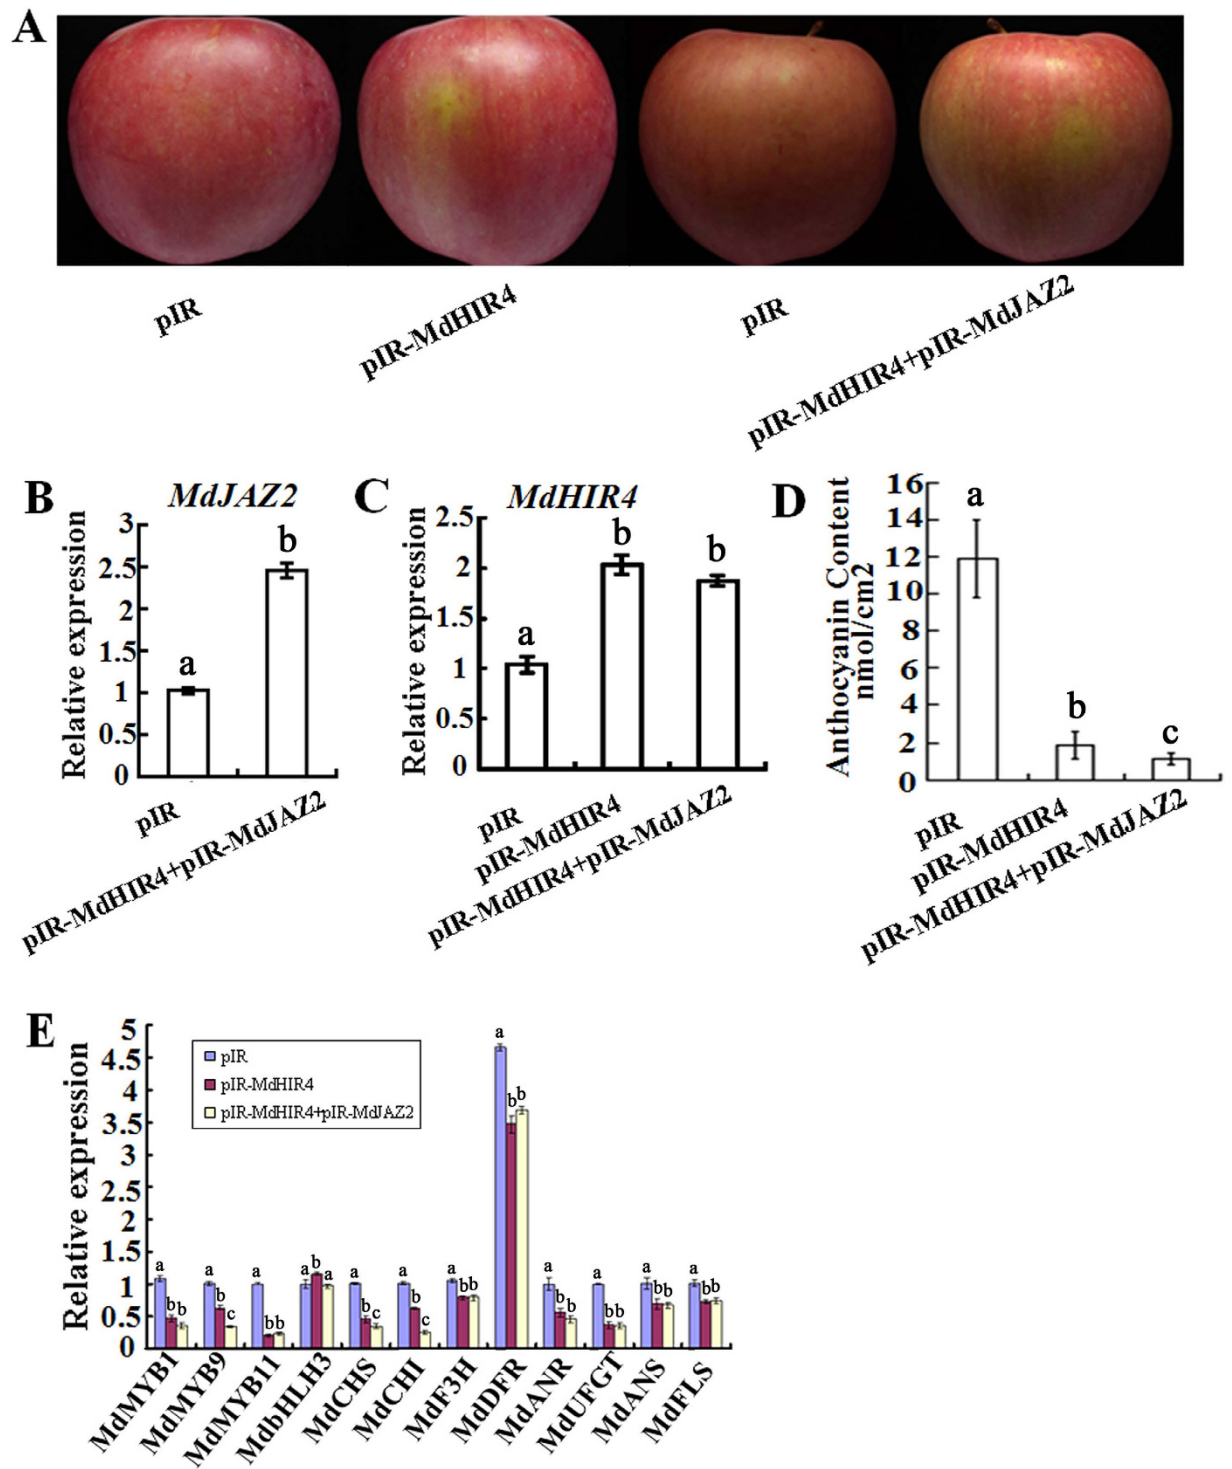 A
pIR
pIR-MdHIR4
pIR
pIR-MdHIR4+pIR-MdJAZ2
B
MdJAZ2
Relative expression
3
2.5
2
1.5
1
0.5
0
a
b
pIR
pIR-MdHIR4+pIR-MdJAZ2
C
MdHIR4
Relative expression
2.5
2
1.5
1
0.5
0
a
b
b
pIR
pIR-MdHIR4
pIR-MdHIR4+pIR-MdJAZ2
D
Anthocyanin Content
nmol/cm2
16
14
12
10
8
6
4
2
0
a
b
c
pIR
pIR-MdHIR4
pIR-MdHIR4+pIR-MdJAZ2
E
Relative expression
5
4.5
4
3.5
3
2.5
2
1.5
1
0.5
0
pIR
pIR-MdHIR4
pIR-MdHIR4+pIR-MdJAZ2
a b b
a b c
a b b
a b a
a b c
a b c
a b b
a b b
a b b
a b b
a b b
a b b
MdMYB1
MdMYB9
MdMYB11
MdbHLH3
MdCHS
MdCHI
MdF3H
MdDFR
MdANR
MdUFGT
MdANS
MdFLS